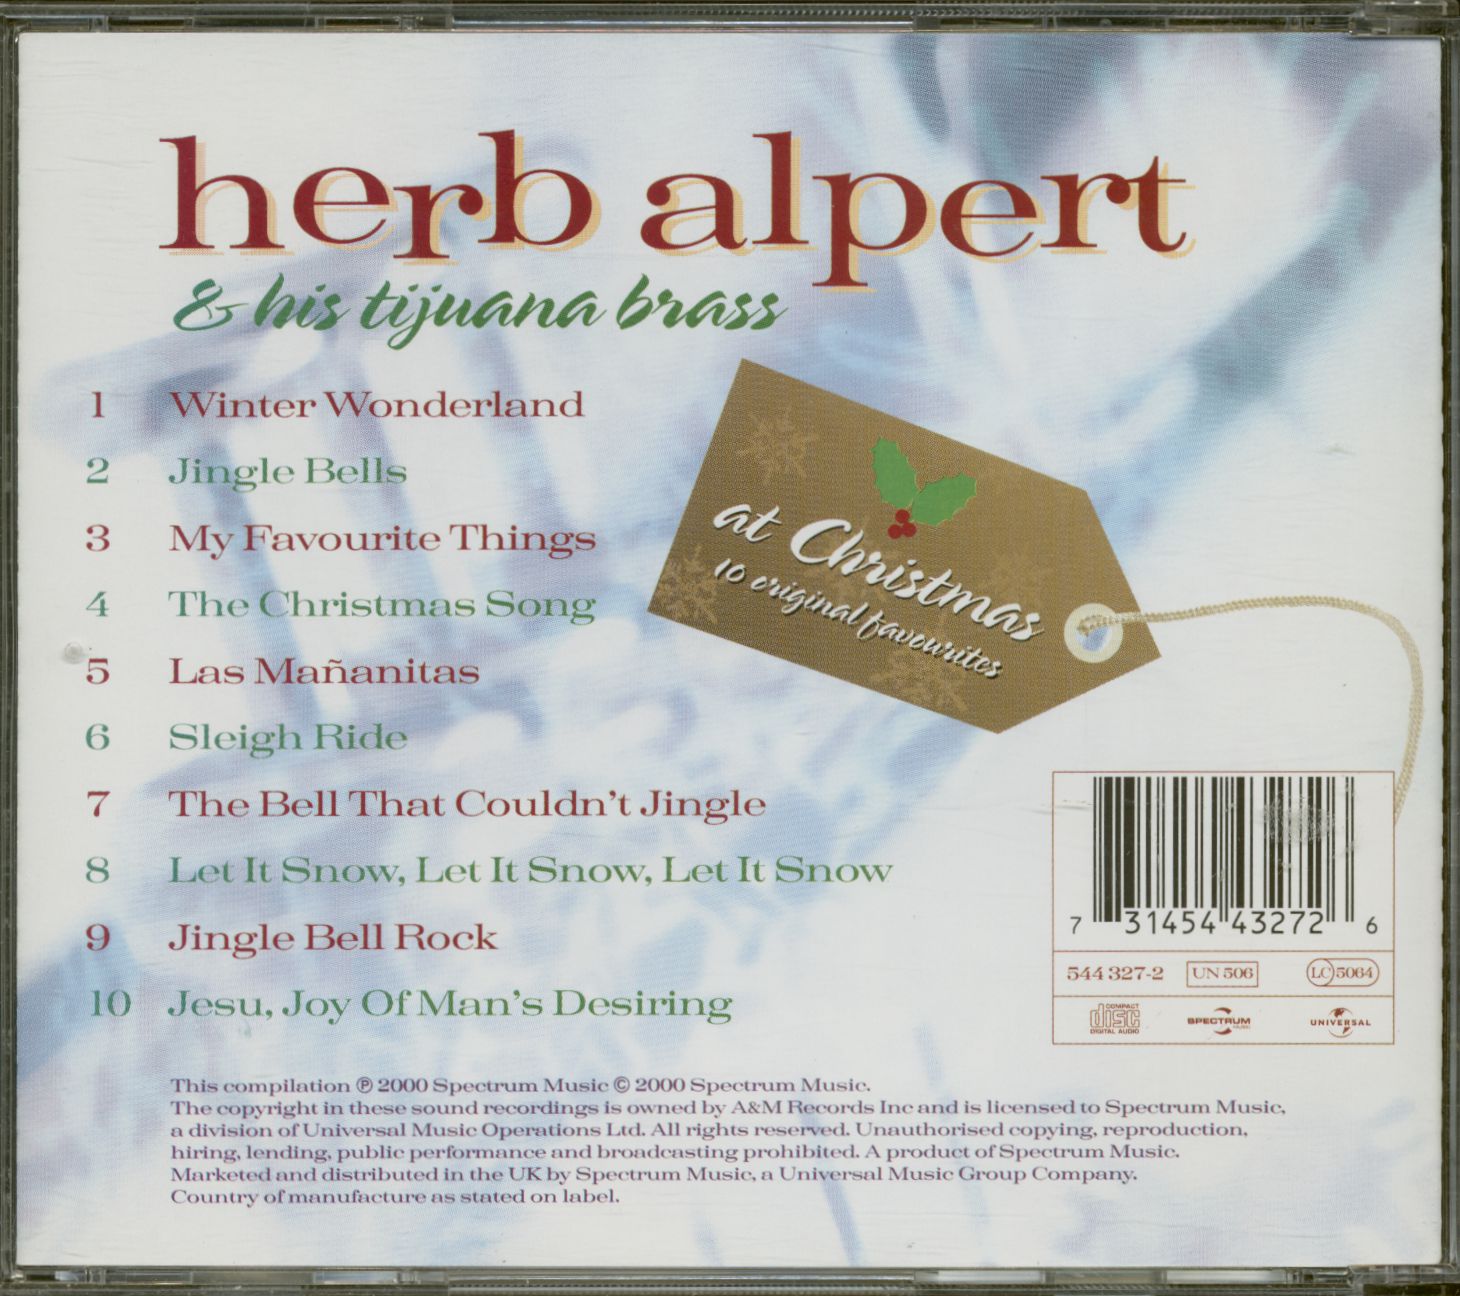 herb alpert
& his tijuana brass
1 Winter Wonderland
2 Jingle Bells
3 My Favourite Things
4 The Christmas Song
5 Las Mañanitas
6 Sleigh Ride
7 The Bell That Couldn't Jingle
8 Let It Snow, Let It Snow, Let It Snow
9 Jingle Bell Rock
10 Jesu, Joy Of Man's Desiring
at Christmas
10 original favourites
7 31454 43272 6
544 327-2 UN 506 LC 5064
COMPACT
disc
DIGITAL AUDIO
SPECTRUM
MUSIC
UNIVERSAL
This compilation ℗ 2000 Spectrum Music © 2000 Spectrum Music.
The copyright in these sound recordings is owned by A&M Records Inc and is licensed to Spectrum Music,
a division of Universal Music Operations Ltd. All rights reserved. Unauthorised copying, reproduction,
hiring, lending, public performance and broadcasting prohibited. A product of Spectrum Music.
Marketed and distributed in the UK by Spectrum Music, a Universal Music Group Company.
Country of manufacture as stated on label.